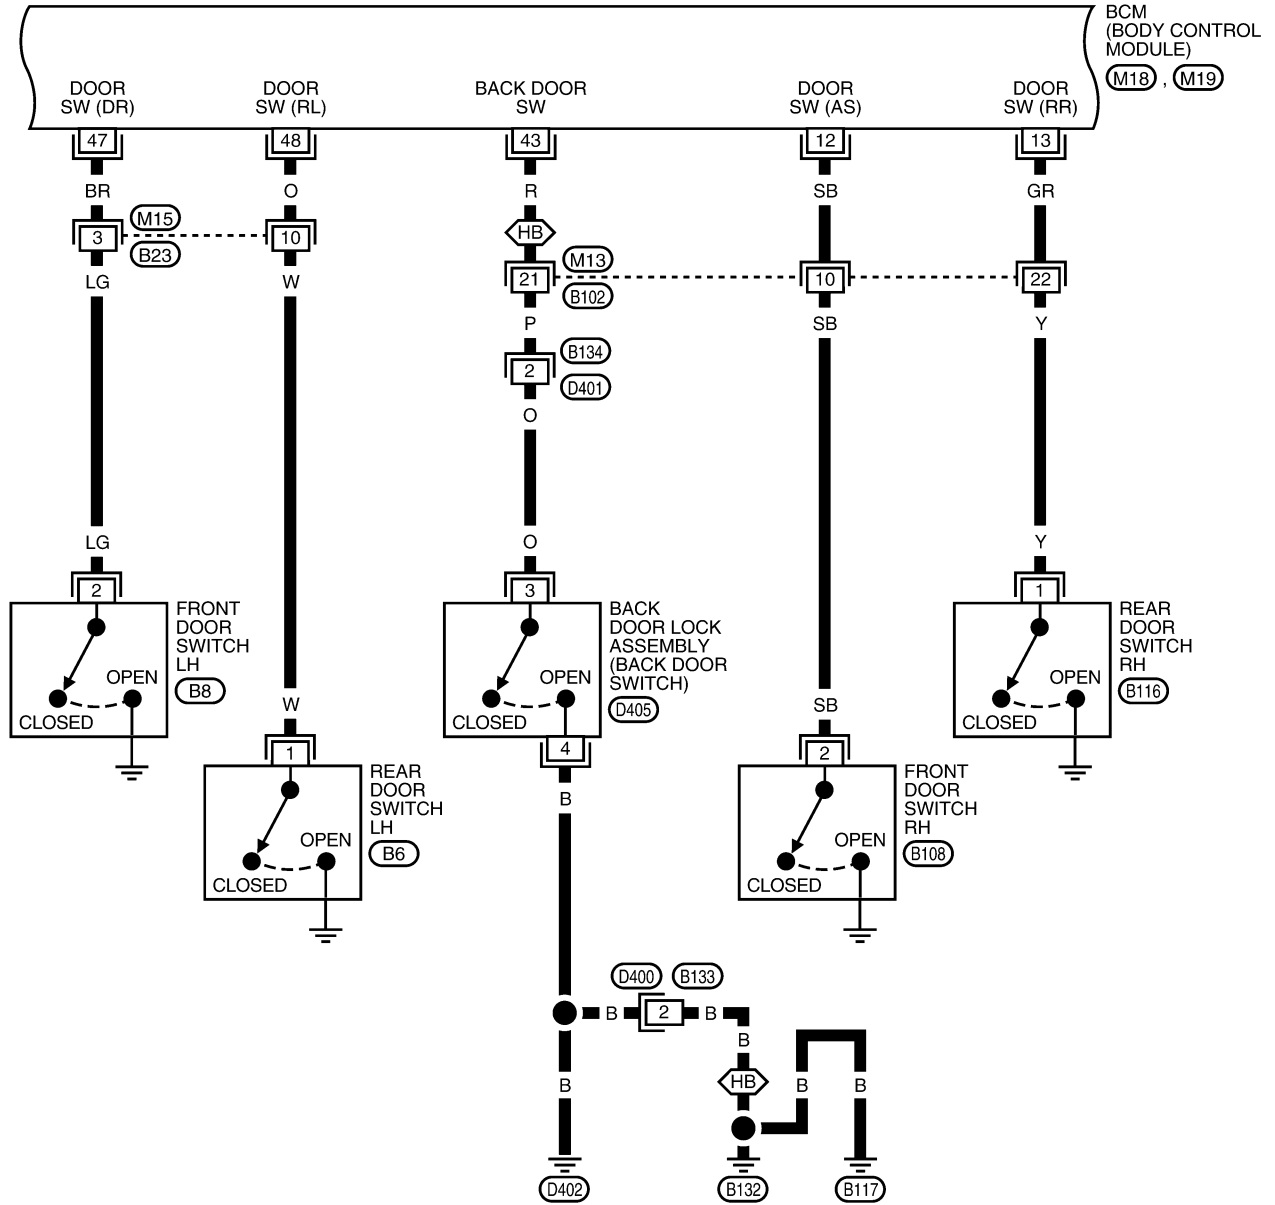 BCM
(BODY CONTROL
MODULE)
M18 , M19
DOOR
SW (DR)
DOOR
SW (RL)
BACK DOOR
SW
DOOR
SW (AS)
DOOR
SW (RR)
47
48
43
12
13
BR
O
R
SB
GR
3
M15
B23
10
HB
LG
W
21
M13
B102
10
22
P
SB
Y
2
B134
D401
O
LG
O
Y
2
FRONT
DOOR
SWITCH
LH
B8
OPEN
CLOSED
3
BACK
DOOR LOCK
ASSEMBLY
(BACK DOOR
SWITCH)
D405
OPEN
CLOSED
4
1
REAR
DOOR
SWITCH
RH
B116
OPEN
CLOSED
W
SB
1
REAR
DOOR
SWITCH
LH
B6
OPEN
CLOSED
B
2
FRONT
DOOR
SWITCH
RH
B108
OPEN
CLOSED
D400 B133
B 2 B
B
HB
B B B
D402
B132
B117